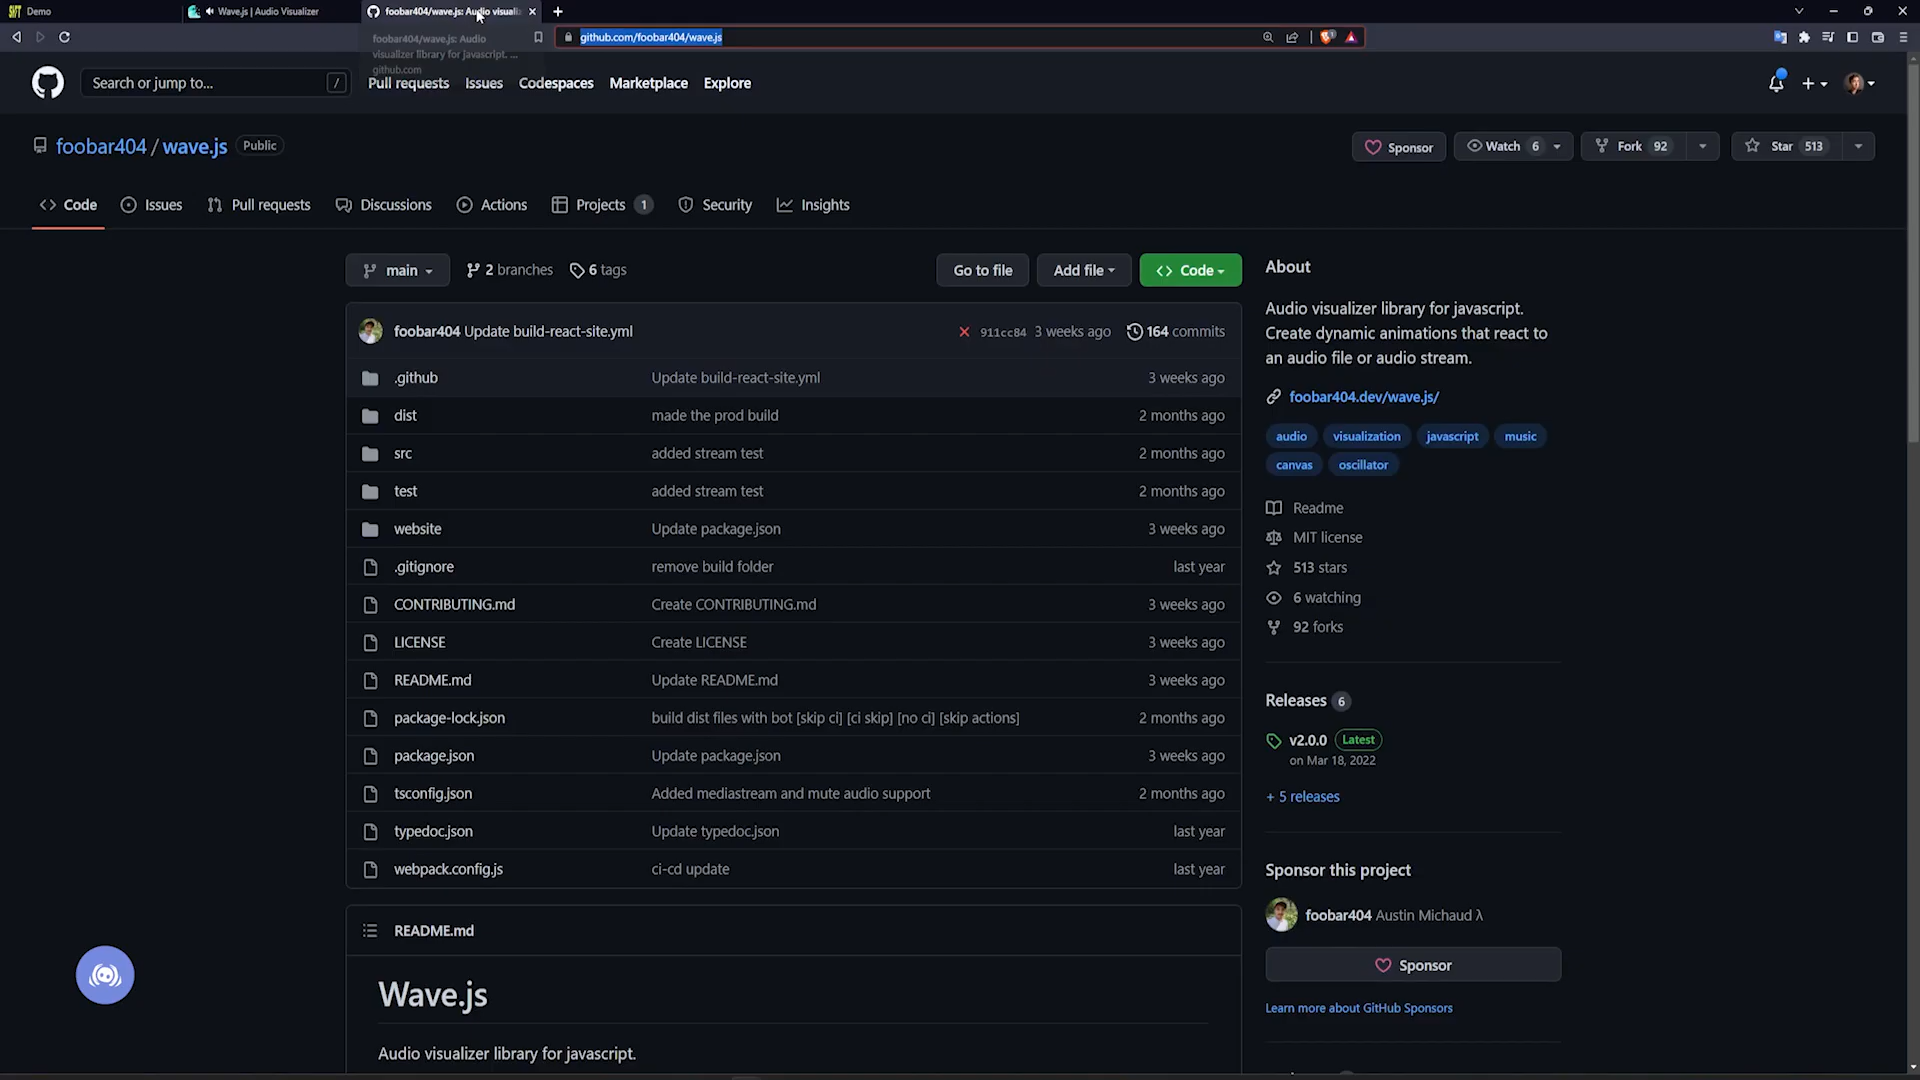 Demo
Wave.js | Audio Visualizer
foobar404/wave.js: Audio visuali
github.com/foobar404/wave.js
foobar404/wave.js: Audio
visualizer library for javascript. ...
github.com
Search or jump to...
/
Pull requests
Issues
Codespaces
Marketplace
Explore
foobar404 / wave.js
Public
Sponsor
Watch 6
Fork 92
Star 513
Code
Issues
Pull requests
Discussions
Actions
Projects 1
Security
Insights
main
2 branches
6 tags
Go to file
Add file
Code
foobar404 Update build-react-site.yml
911cc84 3 weeks ago
164 commits
.github
Update build-react-site.yml
3 weeks ago
dist
made the prod build
2 months ago
src
added stream test
2 months ago
test
added stream test
2 months ago
website
Update package.json
3 weeks ago
.gitignore
remove build folder
last year
CONTRIBUTING.md
Create CONTRIBUTING.md
3 weeks ago
LICENSE
Create LICENSE
3 weeks ago
README.md
Update README.md
3 weeks ago
package-lock.json
build dist files with bot [skip ci] [ci skip] [no ci] [skip actions]
2 months ago
package.json
Update package.json
3 weeks ago
tsconfig.json
Added mediastream and mute audio support
2 months ago
typedoc.json
Update typedoc.json
last year
webpack.config.js
ci-cd update
last year
README.md
Wave.js
Audio visualizer library for javascript.
About
Audio visualizer library for javascript.
Create dynamic animations that react to
an audio file or audio stream.
foobar404.dev/wave.js/
audio
visualization
javascript
music
canvas
oscillator
Readme
MIT license
513 stars
6 watching
92 forks
Releases 6
v2.0.0 Latest
on Mar 18, 2022
+ 5 releases
Sponsor this project
foobar404 Austin Michaud λ
Sponsor
Learn more about GitHub Sponsors